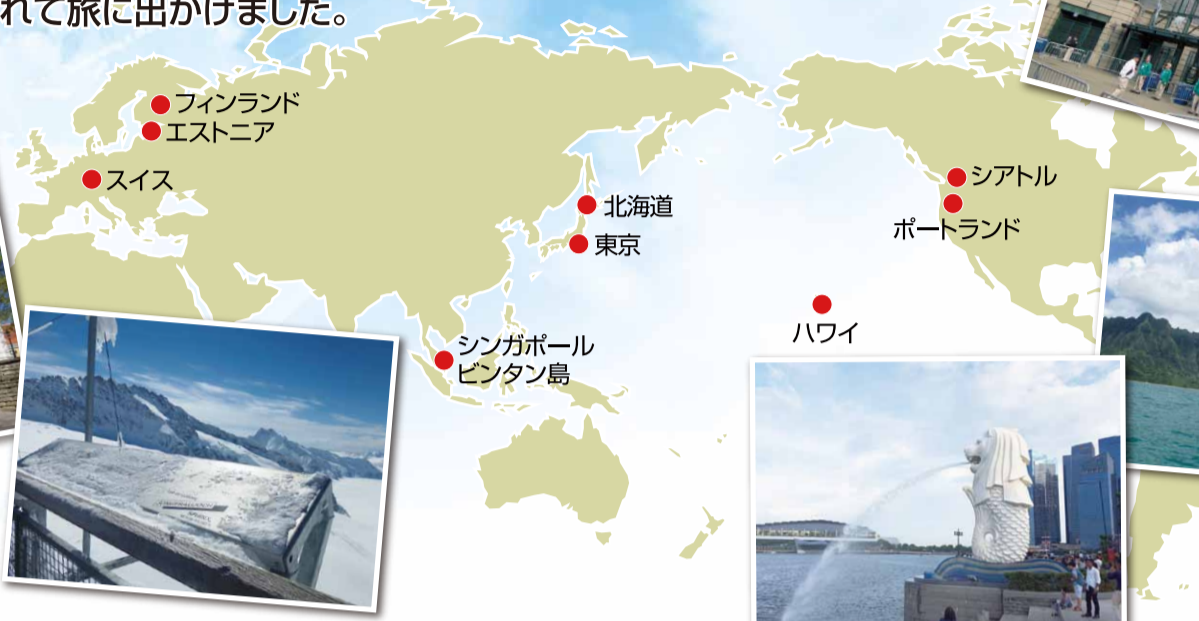 れて旅に出かけました。
フィンランド
エストニア
スイス
北海道
東京
シアトル
ポートランド
ハワイ
シンガポール
ビンタン島